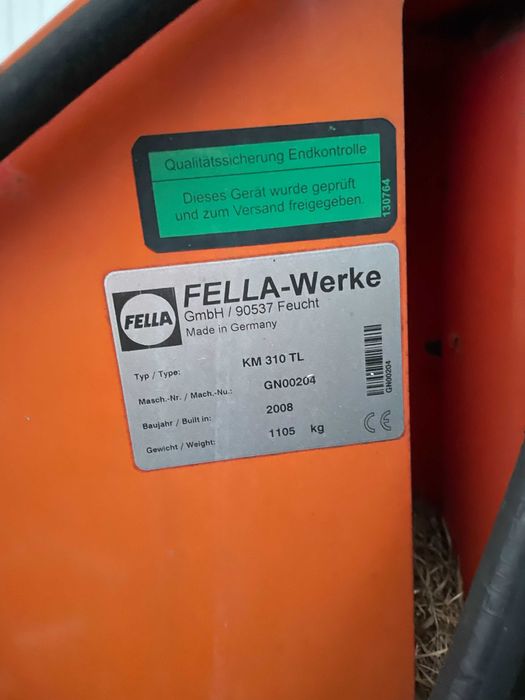 Qualitätssicherung Endkontrolle
Dieses Gerät wurde geprüft
und zum Versand freigegeben.
130764
FELLA
FELLA-Werke
GmbH / 90537 Feucht
Made in Germany
Typ / Type: KM 310 TL
Masch.-Nr. / Mach.-Nu.: GN00204
Baujahr / Built in: 2008
Gewicht / Weight: 1105 kg
GN00204
CE